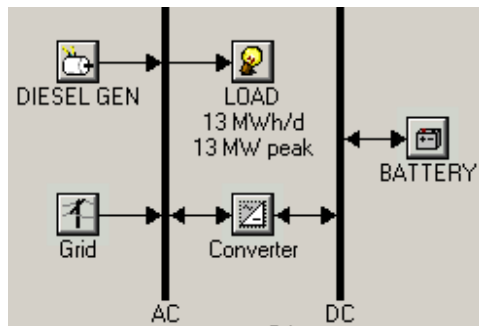 DIESEL GEN
LOAD
13 MWh/d
13 MW peak
BATTERY
Grid
Converter
AC
DC